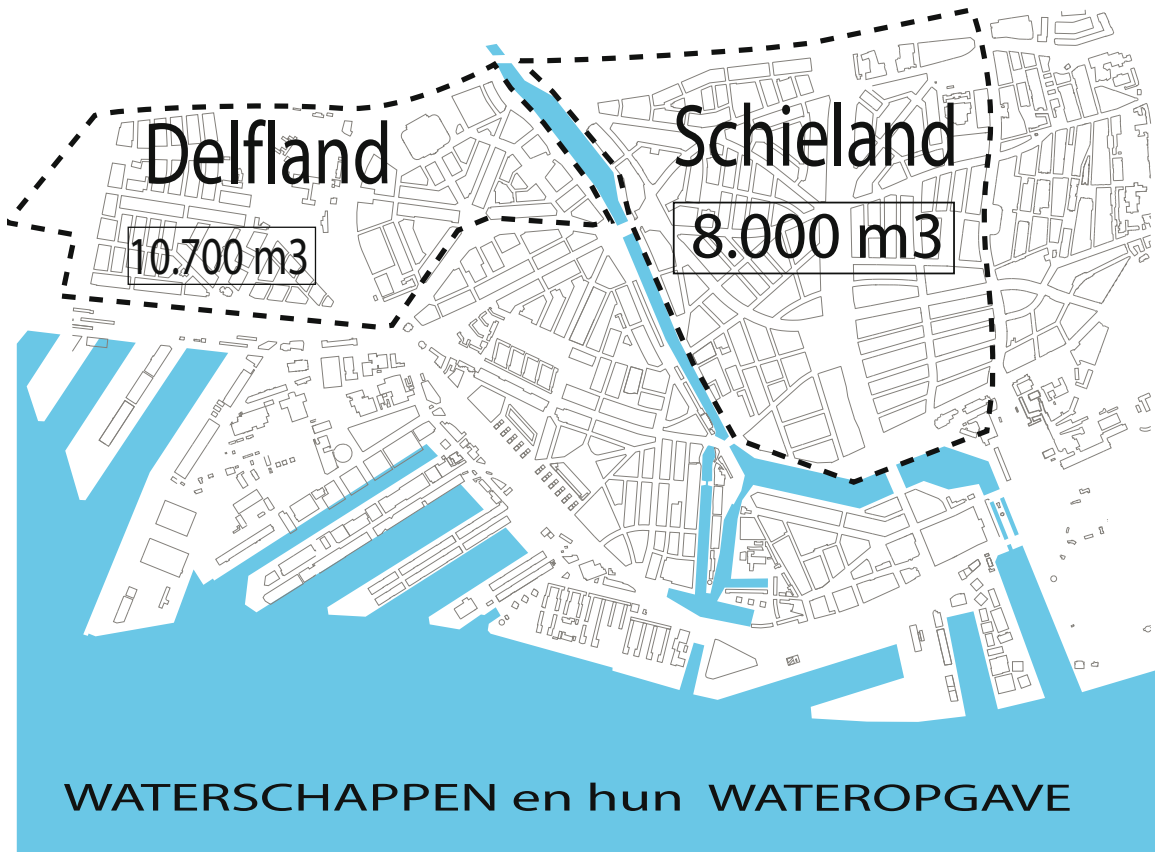 Delfland
10.700 m3
Schieland
8.000 m3
WATERSCHAPPEN en hun WATEROPGAVE